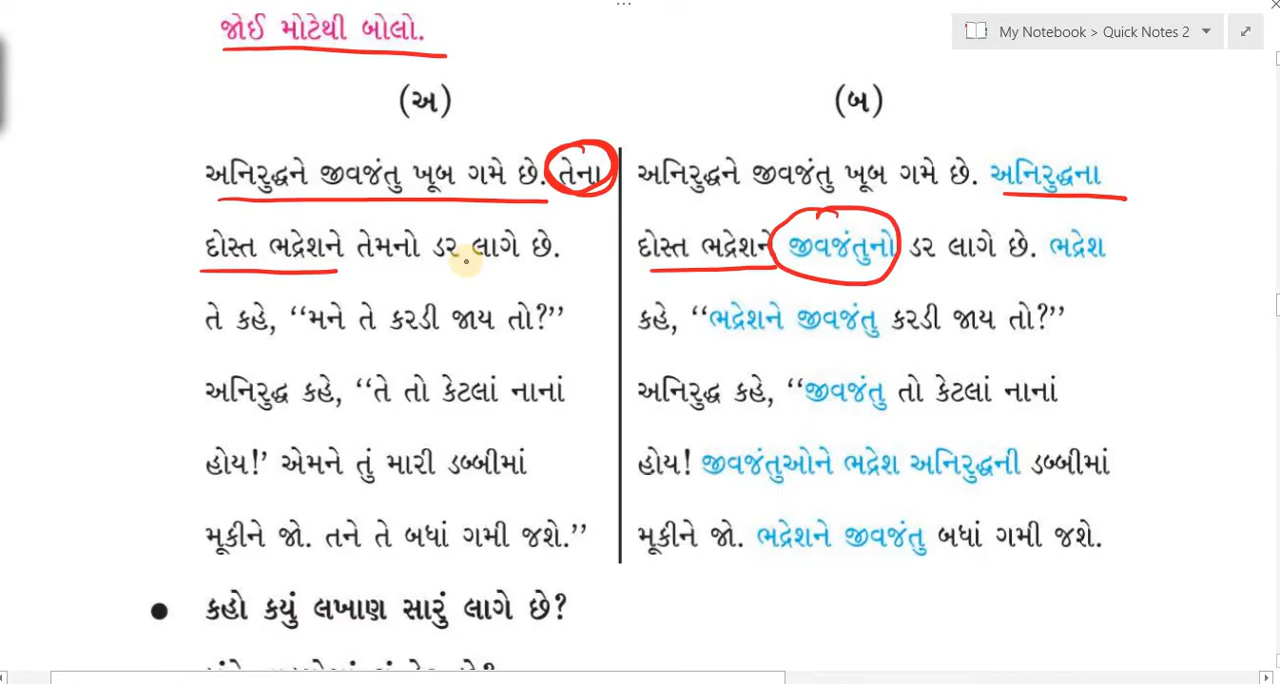 ...
My Notebook > Quick Notes 2
જોઈ મોટેથી બોલો.
(અ)
અનિરુદ્ધને જીવજંતુ ખૂબ ગમે છે. તેના
દોસ્ત ભદ્રેશને તેમનો ડર લાગે છે.
તે કહે, ‘‘મને તે કરડી જાય તો?’’
અનિરુદ્ધ કહે, ‘‘તે તો કેટલાં નાનાં
હોય!’ એમને તું મારી ડબ્બીમાં
મૂકીને જો. તને તે બધાં ગમી જશે.’’
(બ)
અનિરુદ્ધને જીવજંતુ ખૂબ ગમે છે. અનિરુદ્ધના
દોસ્ત ભદ્રેશને જીવજંતુનો ડર લાગે છે. ભદ્રેશ
કહે, ‘‘ભદ્રેશને જીવજંતુ કરડી જાય તો?’’
અનિરુદ્ધ કહે, ‘‘જીવજંતુ તો કેટલાં નાનાં
હોય! જીવજંતુઓને ભદ્રેશ અનિરુદ્ધની ડબ્બીમાં
મૂકીને જો. ભદ્રેશને જીવજંતુ બધાં ગમી જશે.
● કહો કયું લખાણ સારું લાગે છે?